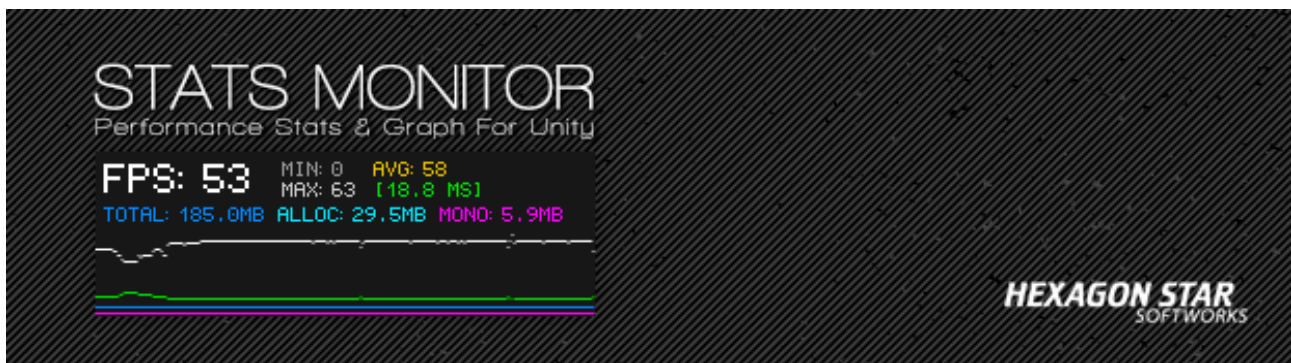 STATS MONITOR
Performance Stats & Graph For Unity
FPS: 53 MIN: 0 AVG: 58
MAX: 63 [18.8 MS]
TOTAL: 185.0MB ALLOC: 29.5MB MONO: 5.9MB
HEXAGON STAR
SOFTWORKS